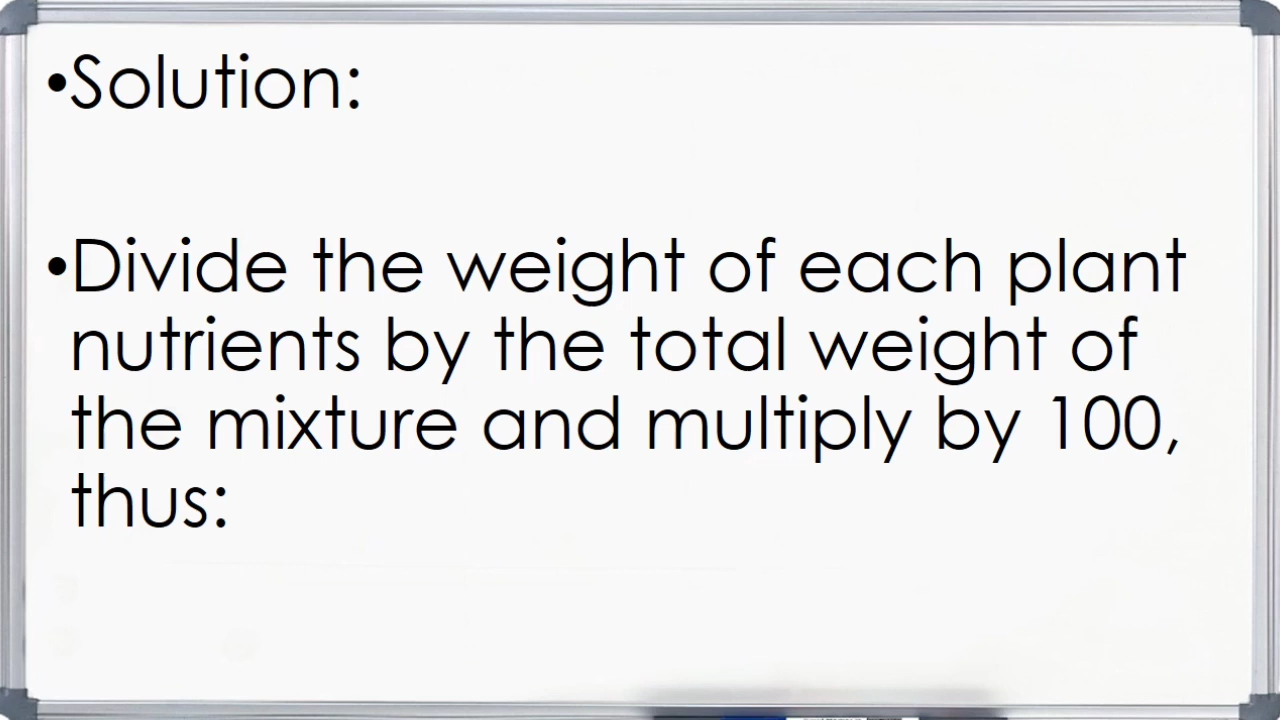 •Solution:
•Divide the weight of each plant
nutrients by the total weight of
the mixture and multiply by 100,
thus: